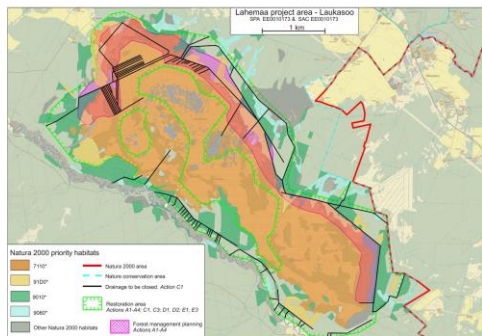 Lahemaa project area - Laukasoo
SPA EE0010173 & SAC EE0010173
1 km
Natura 2000 priority habitats
7110*
91D0*
9010*
9080*
Other Natura 2000 habitats
Natura 2000 area
Natura conservation area
Drainage to be closed. Action C1
Restoration area
Actions A1-A4; C1, C3; D1, D2; E1, E3
Forest management planning
Actions A1-A4